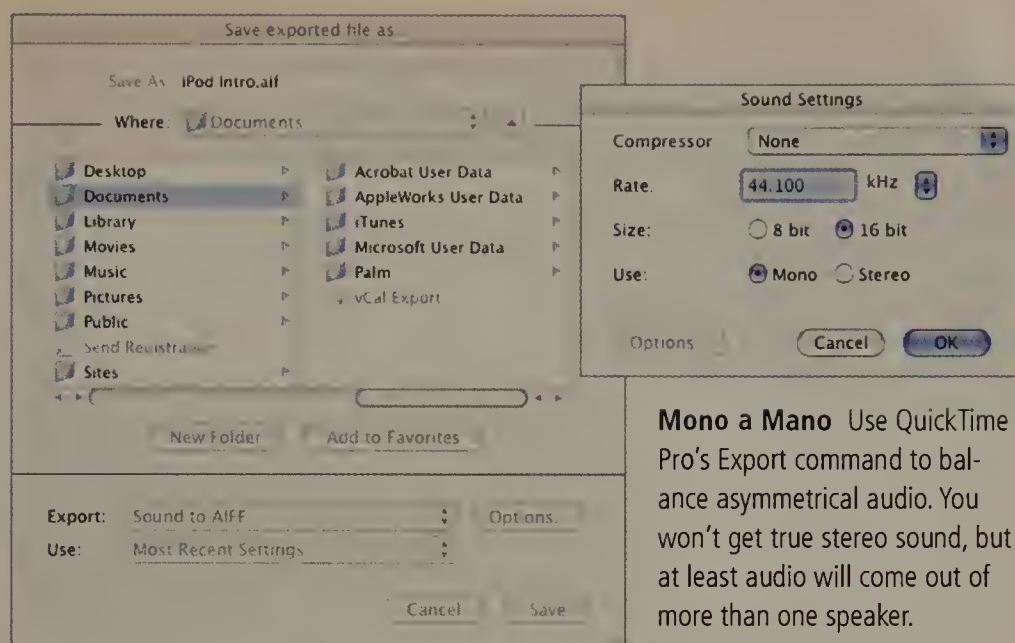 Save exported file as
Save As iPod Intro.aif
Where: Documents
Desktop
Documents
Library
Movies
Music
Pictures
Public
Send Registration
Sites
Acrobat User Data
AppleWorks User Data
iTunes
Microsoft User Data
Palm
vCal Export
New Folder Add to Favorites
Export: Sound to AIFF Options...
Use: Most Recent Settings
Cancel Save
Sound Settings
Compressor None
Rate: 44.100 kHz
Size: 8 bit 16 bit
Use: Mono Stereo
Options
Cancel OK
Mono a Mano Use QuickTime
Pro's Export command to bal-
ance asymmetrical audio. You
won't get true stereo sound, but
at least audio will come out of
more than one speaker.